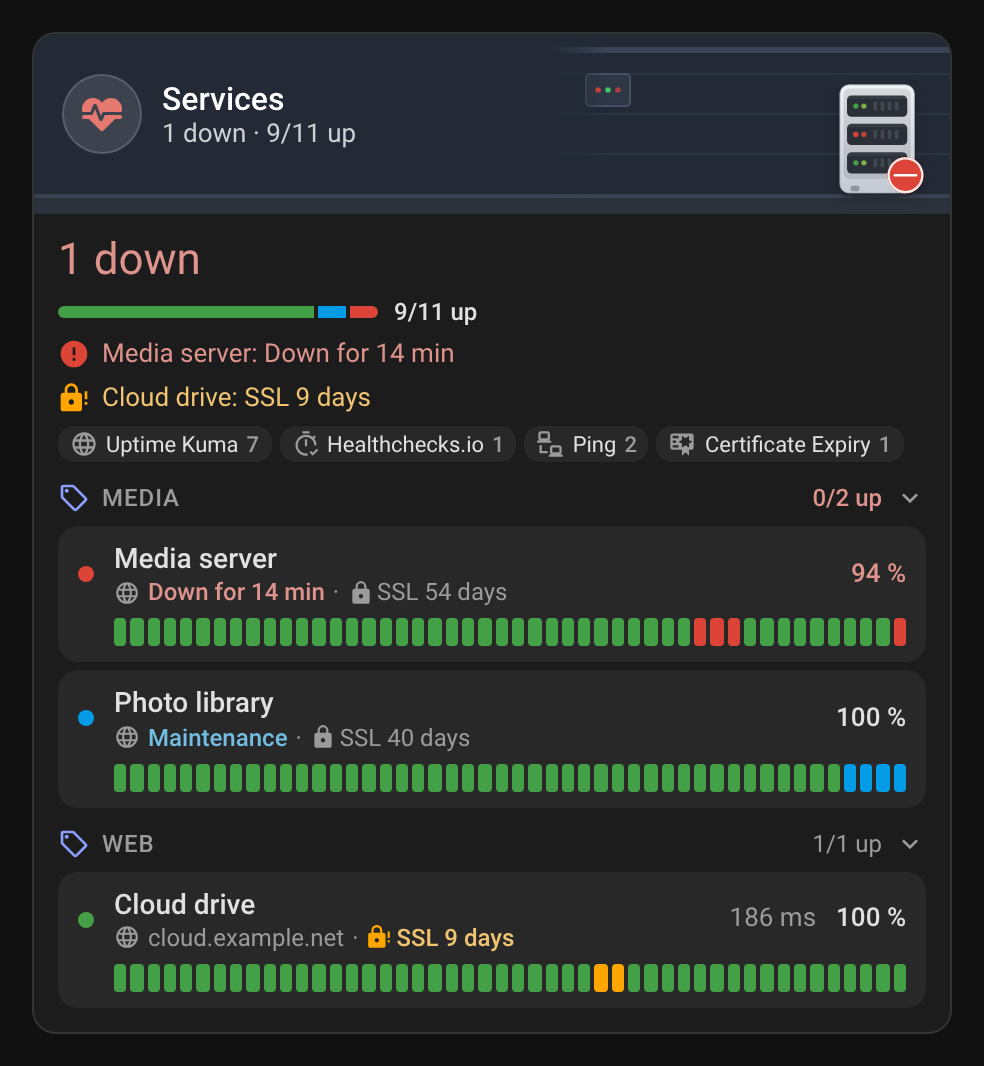 Services
1 down · 9/11 up
1 down
9/11 up
Media server: Down for 14 min
Cloud drive: SSL 9 days
Uptime Kuma 7 Healthchecks.io 1 Ping 2 Certificate Expiry 1
MEDIA 0/2 up
Media server
94 %
Down for 14 min · SSL 54 days
Photo library
100 %
Maintenance · SSL 40 days
WEB 1/1 up
Cloud drive
186 ms 100 %
cloud.example.net · SSL 9 days